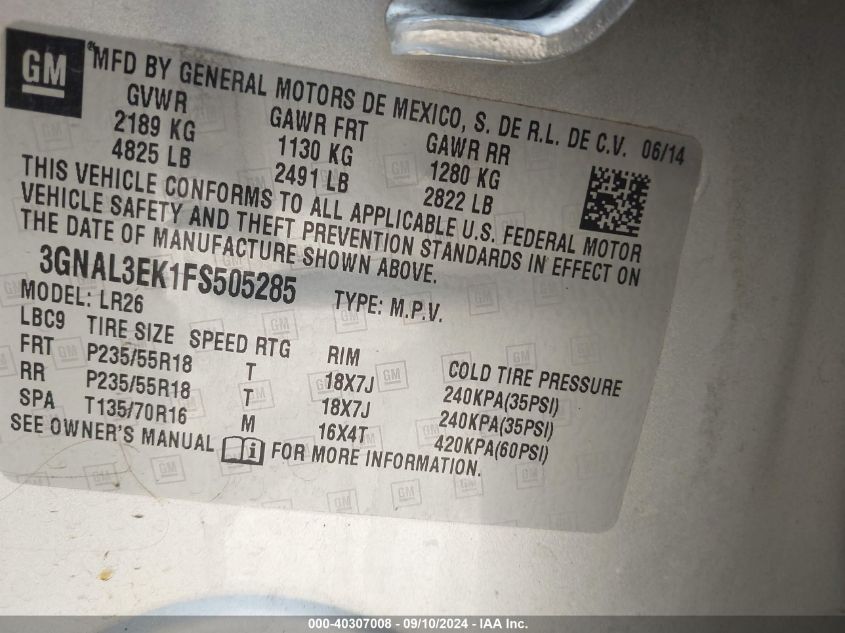 GM
® MFD BY GENERAL MOTORS DE MEXICO, S. DE R.L. DE C.V. 06/14
GVWR GAWR FRT GAWR RR
2189 KG 1130 KG 1280 KG
4825 LB 2491 LB 2822 LB
THIS VEHICLE CONFORMS TO ALL APPLICABLE U.S. FEDERAL MOTOR
VEHICLE SAFETY AND THEFT PREVENTION STANDARDS IN EFFECT ON
THE DATE OF MANUFACTURE SHOWN ABOVE.
3GNAL3EK1FS505285 TYPE: M.P.V.
MODEL: LR26
LBC9 TIRE SIZE SPEED RTG RIM COLD TIRE PRESSURE
FRT P235/55R18 T 18X7J 240KPA(35PSI)
RR P235/55R18 T 18X7J 240KPA(35PSI)
SPA T135/70R16 M 16X4T 420KPA(60PSI)
SEE OWNER'S MANUAL i FOR MORE INFORMATION.
000-40307008 - 09/10/2024 - IAA Inc.